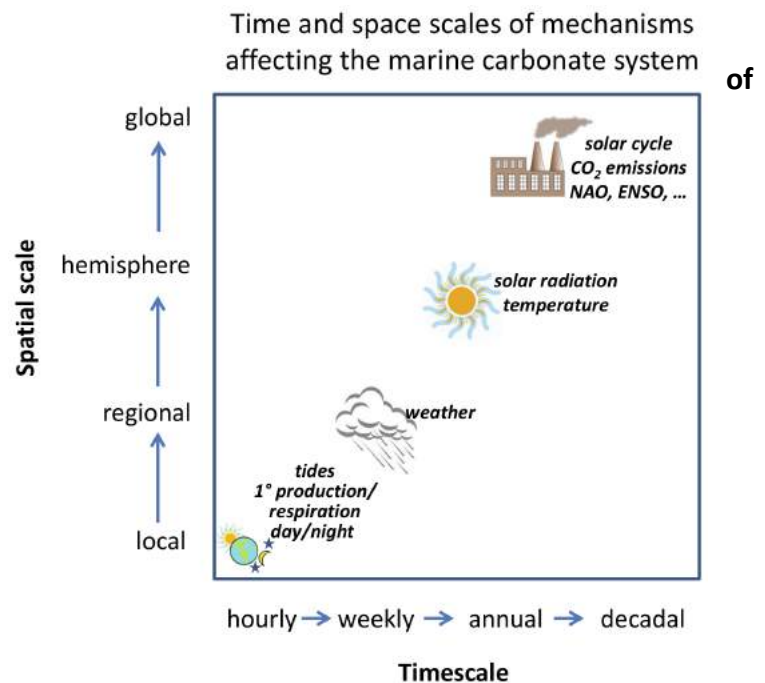 Time and space scales of mechanisms
affecting the marine carbonate system
of
global
solar cycle
CO₂ emissions
NAO, ENSO, ...
hemisphere
solar radiation
temperature
Spatial scale
regional
weather
tides
1° production/
respiration
day/night
local
hourly → weekly → annual → decadal
Timescale